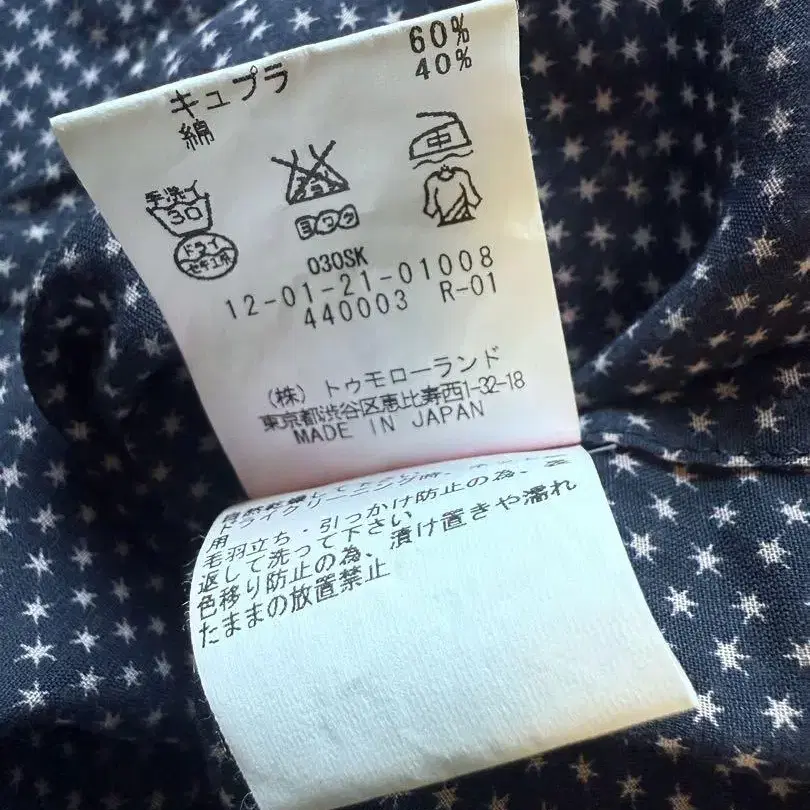 キュプラ 60%
綿 40%
手洗イ
30
中
ドライ
セキユ系
ヨワク
030SK
12-01-21-01008
440003 R-01
(株) トゥモローランド
東京都渋谷区恵比寿西1-32-18
MADE IN JAPAN
ドライクリーニング時、
用
毛羽立ち・引っかけ防止の為、
返して洗って下さい
色移り防止の為、漬け置きや濡れ
たままの放置禁止